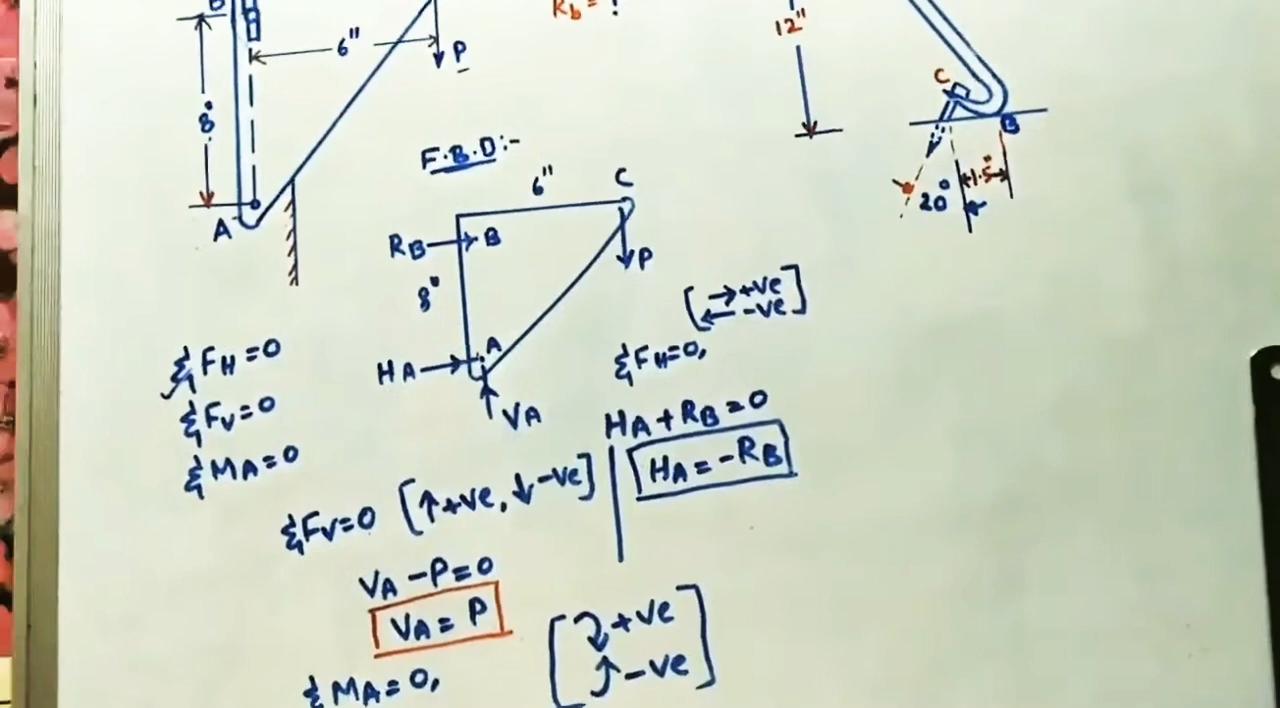 B
8"
6"
P
A
Rb = ?
12"
C
B
20°
1.5"
F.B.D:-
6"
C
RB
B
P
8"
HA
A
VA
ΣFH=0
ΣFV=0
ΣMA=0
[→+ve
←-ve]
ΣFH=0,
HA+RB=0
HA=-RB
ΣFV=0 [↑+ve, ↓-ve]
VA-P=0
VA=P
ΣMA=0,
[↷+ve
⤴-ve]